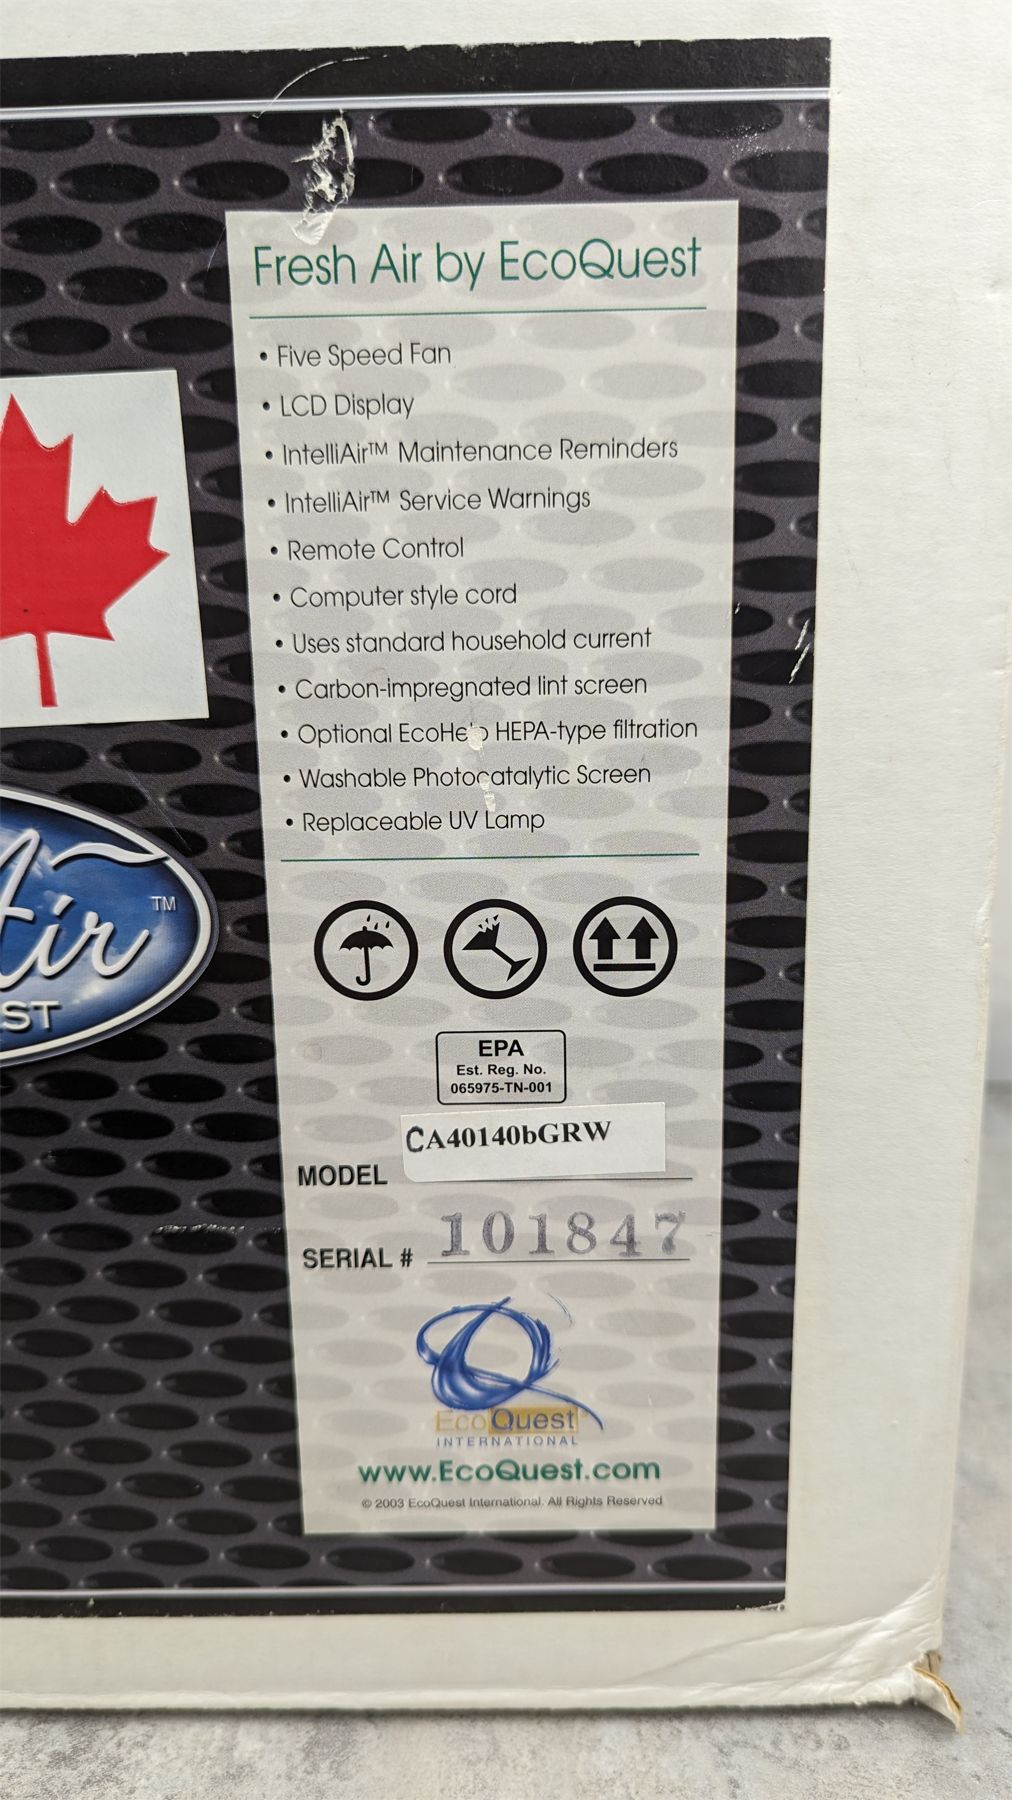 Fresh Air by EcoQuest
• Five Speed Fan
• LCD Display
• IntelliAir™ Maintenance Reminders
• IntelliAir™ Service Warnings
• Remote Control
• Computer style cord
• Uses standard household current
• Carbon-impregnated lint screen
• Optional EcoHelp HEPA-type filtration
• Washable Photocatalytic Screen
• Replaceable UV Lamp
Air™
ST
EPA
Est. Reg. No.
065975-TN-001
CA40140bGRW
MODEL
SERIAL # 101847
EcoQuest
INTERNATIONAL
www.EcoQuest.com
© 2003 EcoQuest International. All Rights Reserved